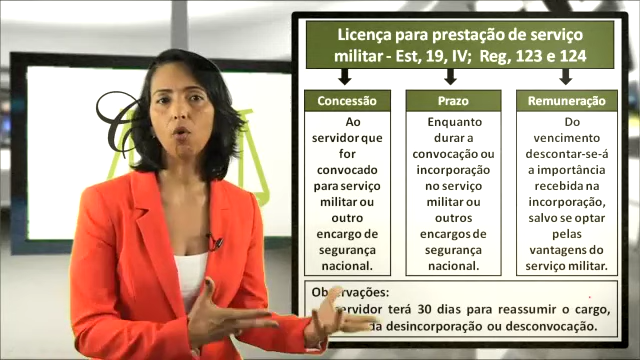 Licença para prestação de serviço
militar - Est, 19, IV;  Reg, 123 e 124
Concessão
Ao
servidor que
for
convocado
para serviço
militar ou
outro
encargo de
segurança
nacional.
Prazo
Enquanto
durar a
convocação ou
incorporação
no serviço
militar ou
outros
encargos de
segurança
nacional.
Remuneração
Do
vencimento
descontar-se-á
a importância
recebida na
incorporação,
salvo se optar
pelas
vantagens do
serviço militar.
Observações:
servidor terá 30 dias para reassumir o cargo,
da desincorporação ou desconvocação.